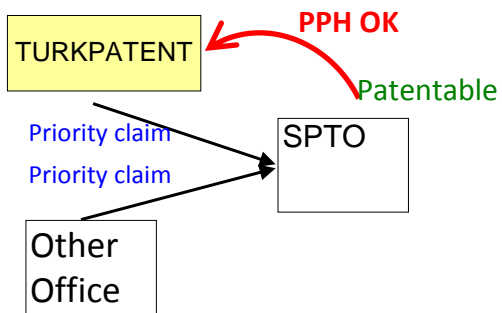 PPH OK
TURKPATENT
Patentable
Priority claim
SPTO
Priority claim
Other
Office